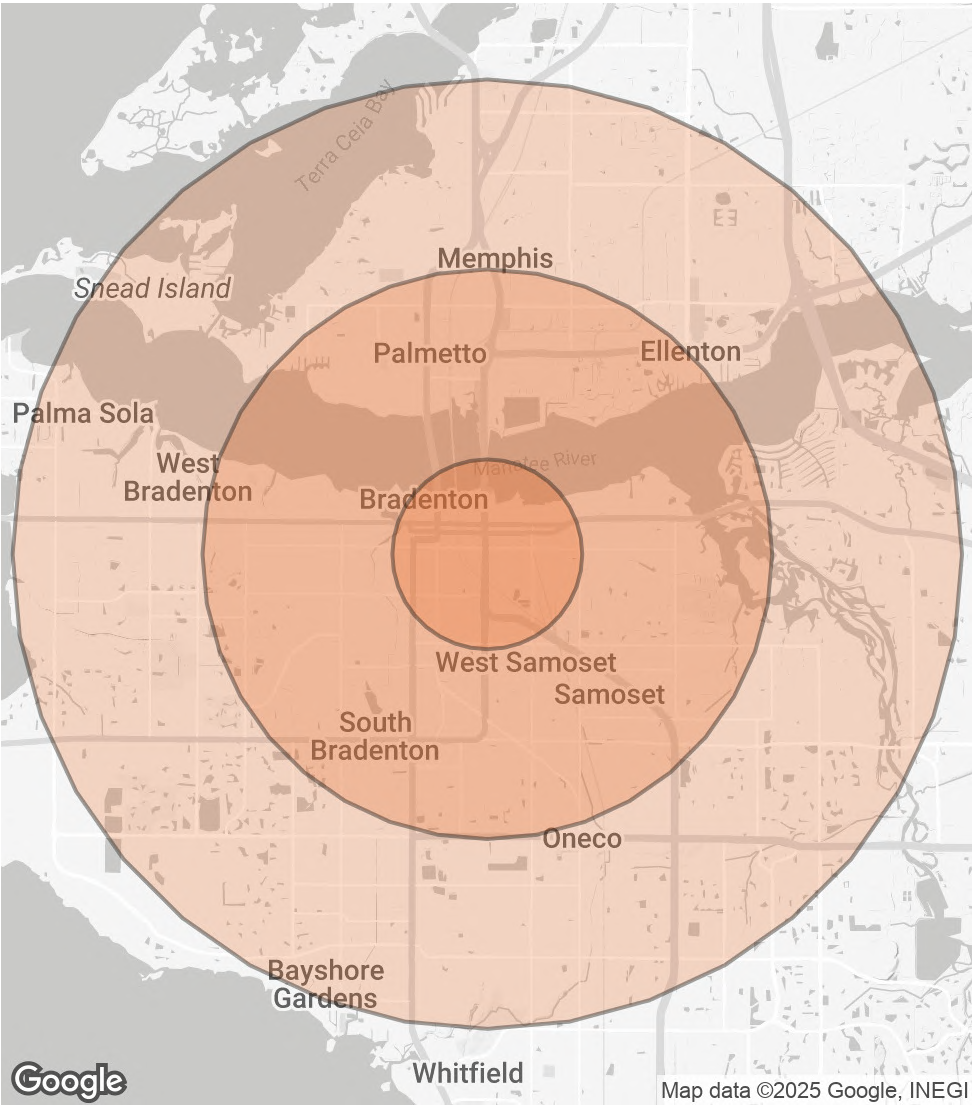 Terra Ceia Bay
Memphis
Snead Island
Palmetto
Ellenton
Palma Sola
West
Bradenton
Manatee River
Bradenton
West Samoset
Samoset
South
Bradenton
Oneco
Bayshore
Gardens
Whitfield
Google
Map data ©2025 Google, INEGI